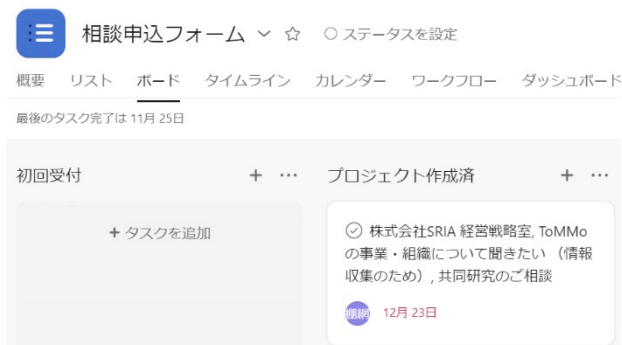 相談申込フォーム ステータスを設定
概要 リスト ボード タイムライン カレンダー ワークフロー ダッシュボード
最後のタスク完了は 11月 25日
初回受付 + ...
プロジェクト作成済 + ...
+ タスクを追加
株式会社SRIA 経営戦略室, ToMMo
の事業・組織について聞きたい (情報
収集のため) , 共同研究のご相談
棚網 12月 23日